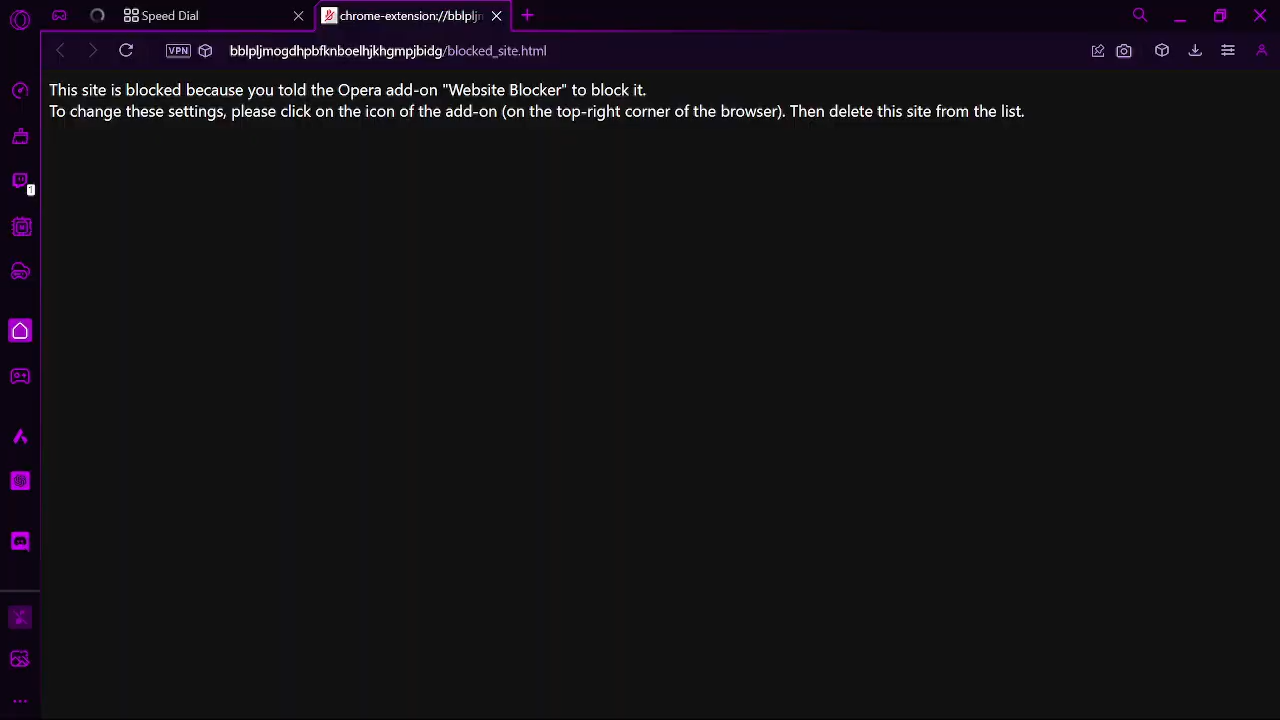 Speed Dial
chrome-extension://bblpljm
VPN
bblpljmogdhpbfknboelhjkhgmpjbidg/blocked_site.html
This site is blocked because you told the Opera add-on "Website Blocker" to block it.
To change these settings, please click on the icon of the add-on (on the top-right corner of the browser). Then delete this site from the list.
1